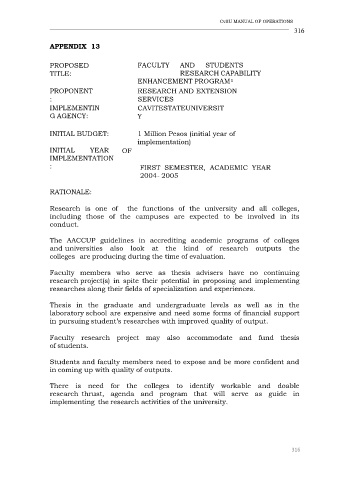 CvSU MANUAL OF OPERATIONS
316
APPENDIX 13
PROPOSED TITLE:
FACULTY AND STUDENTS RESEARCH CAPABILITY ENHANCEMENT PROGRAM
PROPONENT :
RESEARCH AND EXTENSION SERVICES
IMPLEMENTIN G AGENCY:
CAVITESTATEUNIVERSIT Y
INITIAL BUDGET:
1 Million Pesos (initial year of implementation)
INITIAL YEAR OF IMPLEMENTATION :
FIRST SEMESTER, ACADEMIC YEAR 2004- 2005
RATIONALE:
Research is one of the functions of the university and all colleges,
including those of the campuses are expected to be involved in its
conduct.
The AACCUP guidelines in accrediting academic programs of colleges
and universities also look at the kind of research outputs the
colleges are producing during the time of evaluation.
Faculty members who serve as thesis advisers have no continuing
research project(s) in spite their potential in proposing and implementing
researches along their fields of specialization and experiences.
Thesis in the graduate and undergraduate levels as well as in the
laboratory school are expensive and need some forms of financial support
in pursuing student's researches with improved quality of output.
Faculty research project may also accommodate and fund thesis
of students.
Students and faculty members need to expose and be more confident and
in coming up with quality of outputs.
There is need for the colleges to identify workable and doable
research thrust, agenda and program that will serve as guide in
implementing the research activities of the university.